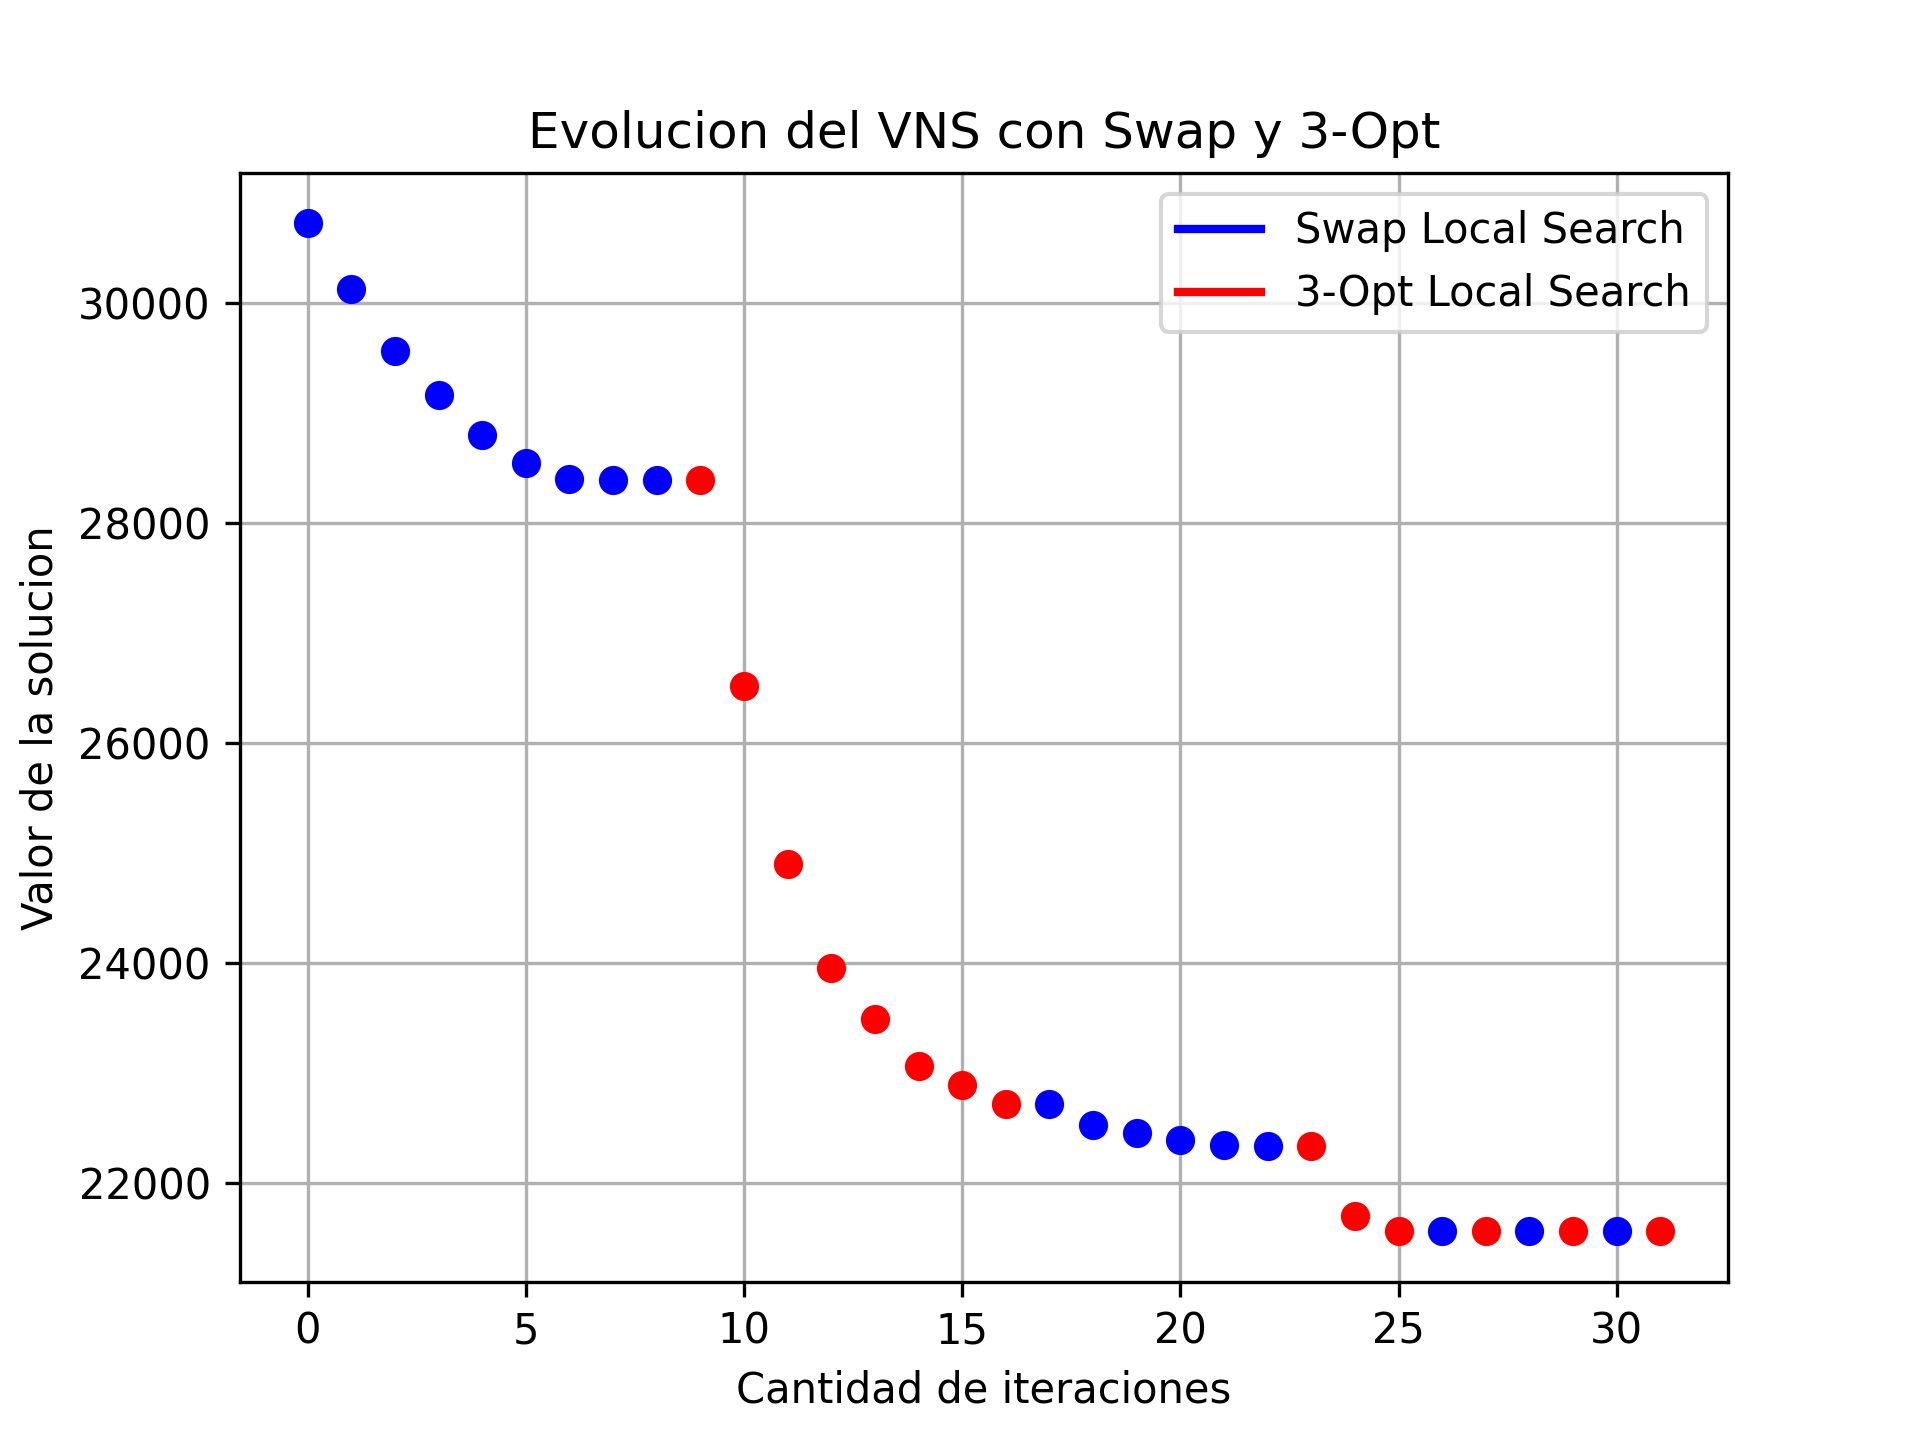 Evolucion del VNS con Swap y 3-Opt
Swap Local Search
3-Opt Local Search
Valor de la solucion
30000
28000
26000
24000
22000
0 5 10 15 20 25 30
Cantidad de iteraciones